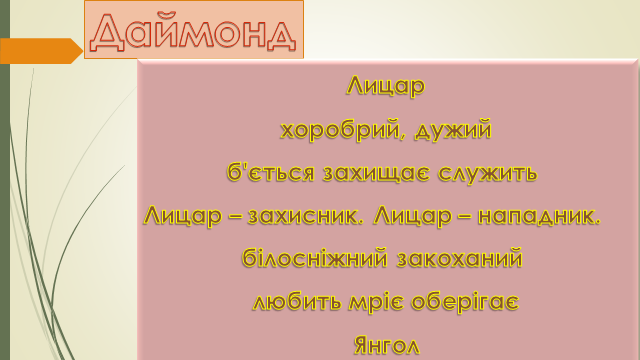 Даймонд
Лицар
хоробрий, дужий
б'ється захищає служить
Лицар – захисник. Лицар – нападник.
білосніжний закоханий
любить мріє оберігає
Янгол